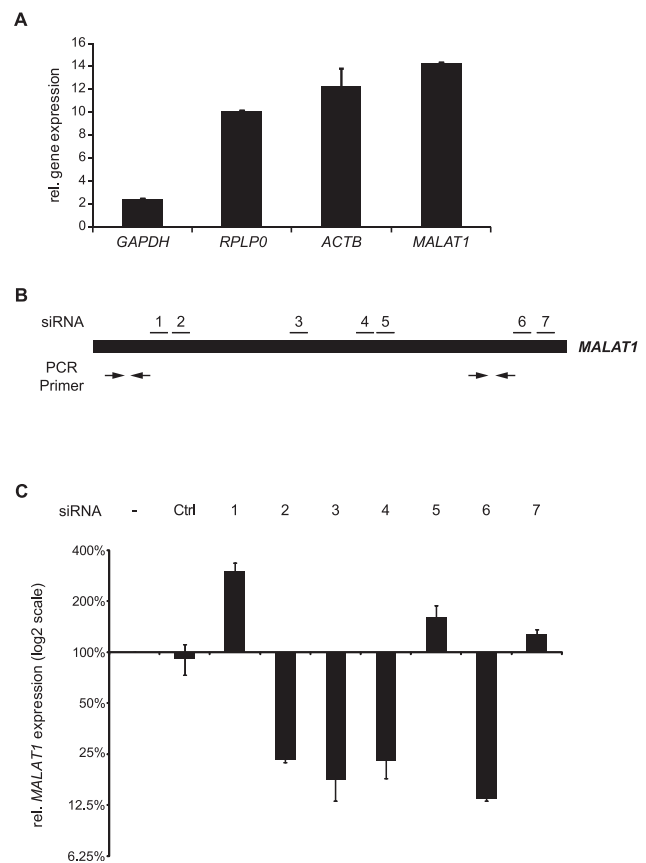 A
rel. gene expression
16
14
12
10
8
6
4
2
0
GAPDH RPLP0 ACTB MALAT1
B
siRNA 1 2 3 4 5 6 7
MALAT1
PCR
Primer
C
siRNA - Ctrl 1 2 3 4 5 6 7
rel. MALAT1 expression (log2 scale)
400%
200%
100%
50%
25%
12.5%
6.25%